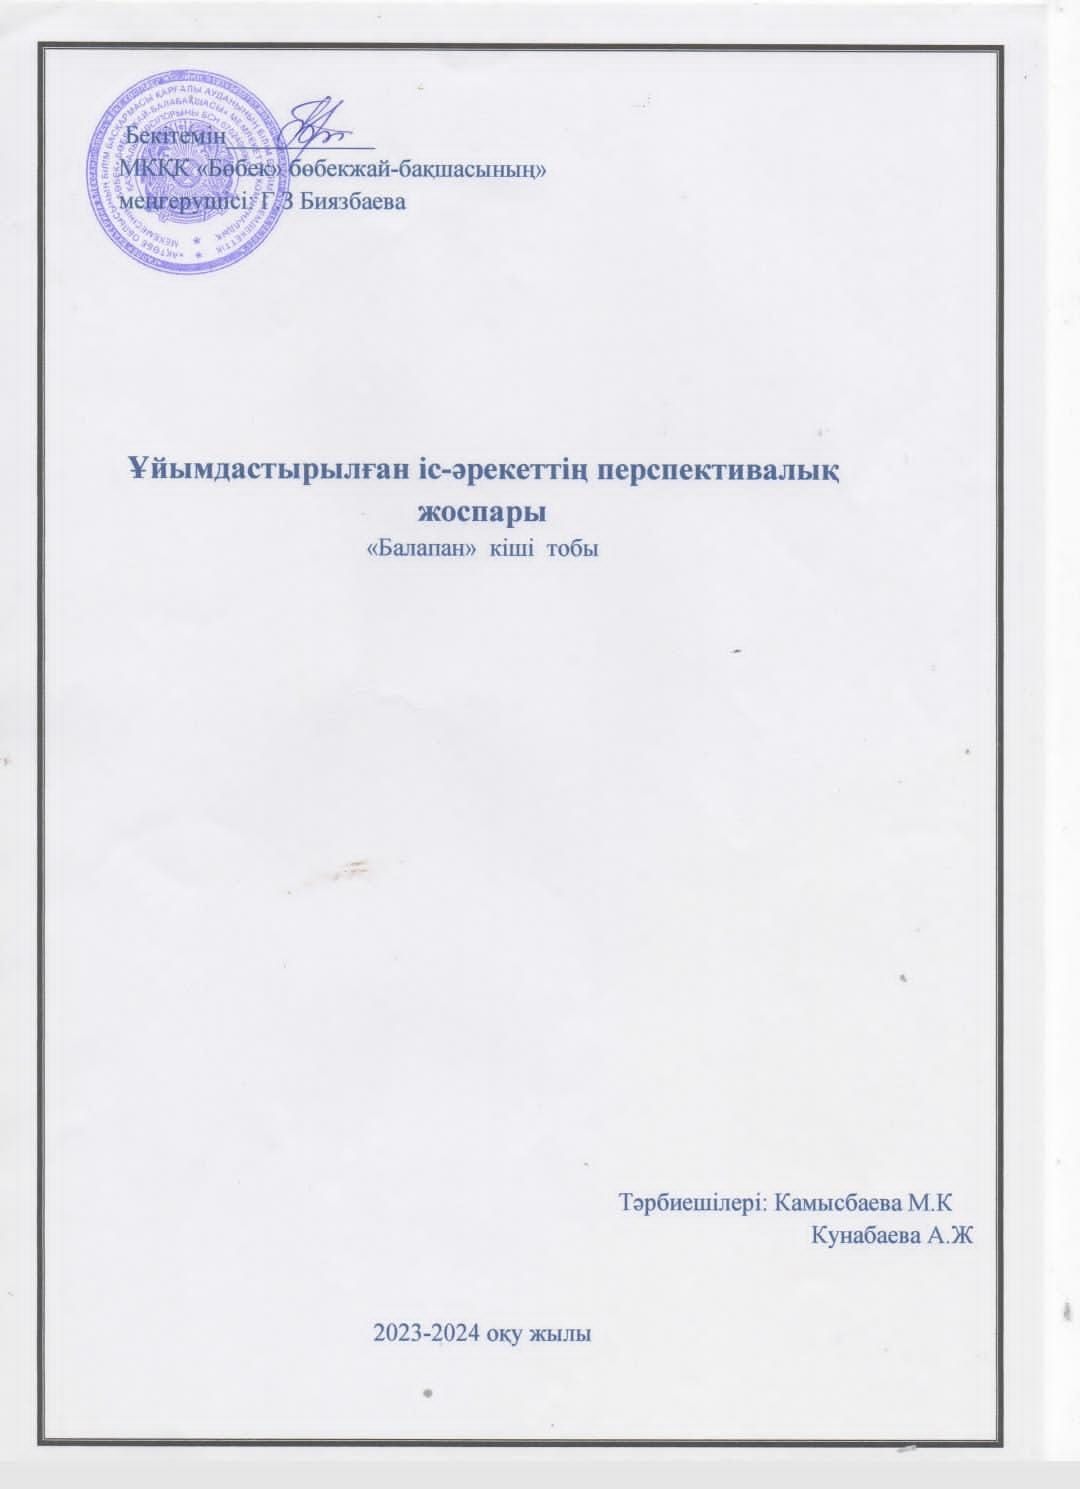 Бекітемін
МКҚК «Бөбек» бөбекжай-бақшасының»
меңгерушісі: Г З Биязбаева
Ұйымдастырылған іс-әрекеттің перспективалық
жоспары
«Балапан» кіші тобы
Тәрбиешілері: Камысбаева М.К
Кунабаева А.Ж
2023-2024 оқу жылы